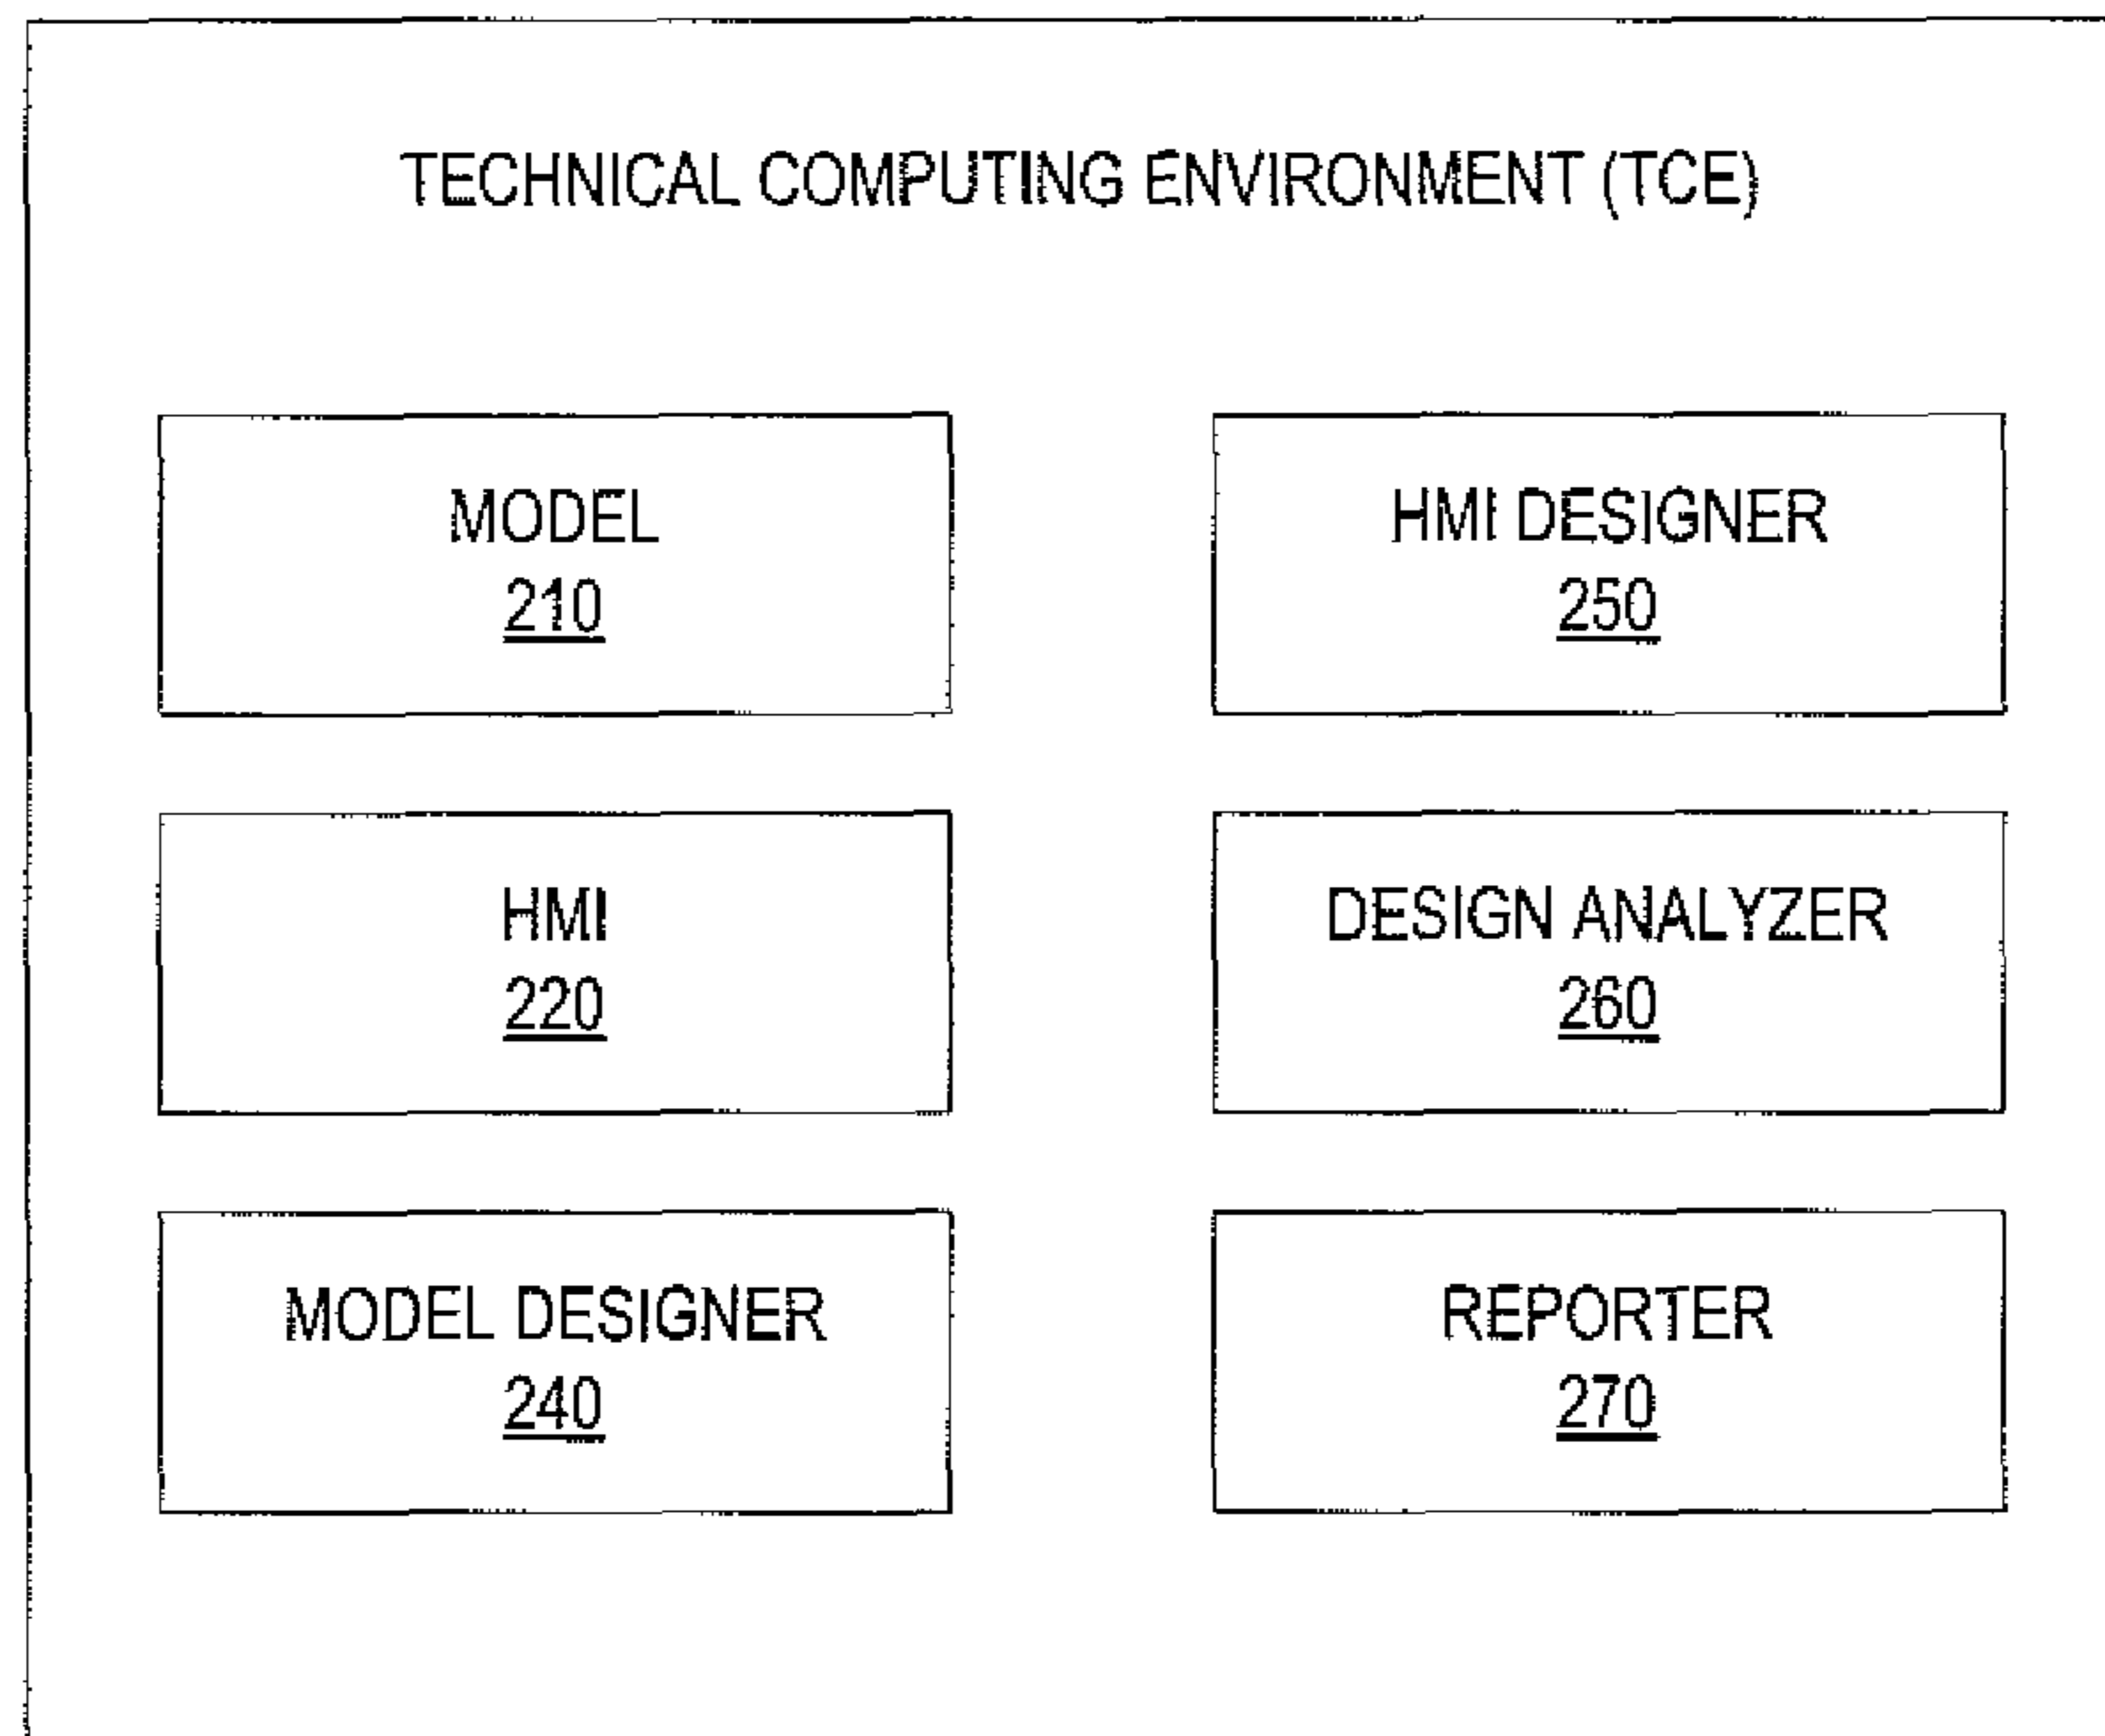 TECHNICAL COMPUTING ENVIRONMENT (TCE)
MODEL
210
HMI DESIGNER
250
HMI
220
DESIGN ANALYZER
260
MODEL DESIGNER
240
REPORTER
270